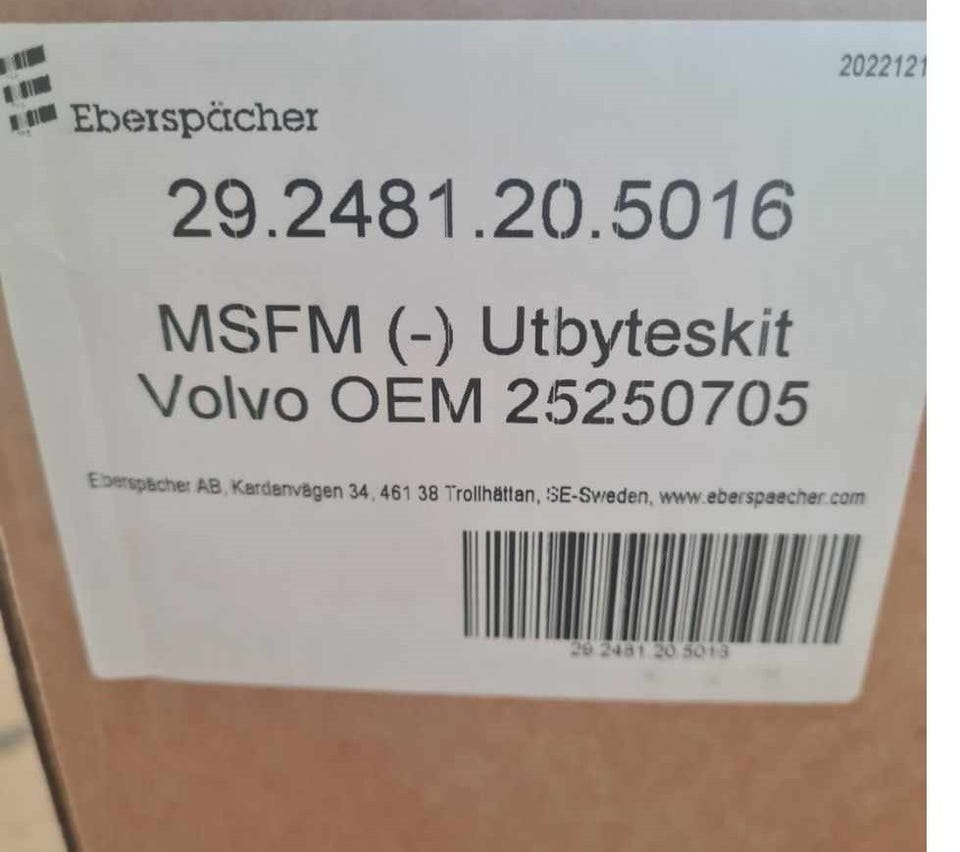 2022121
Eberspächer
29.2481.20.5016
MSFM (-) Utbyteskit
Volvo OEM 25250705
Eberspächer AB, Kardanvägen 34, 461 38 Trollhättan, SE-Sweden, www.eberspaecher.com
29.2481.20.5016